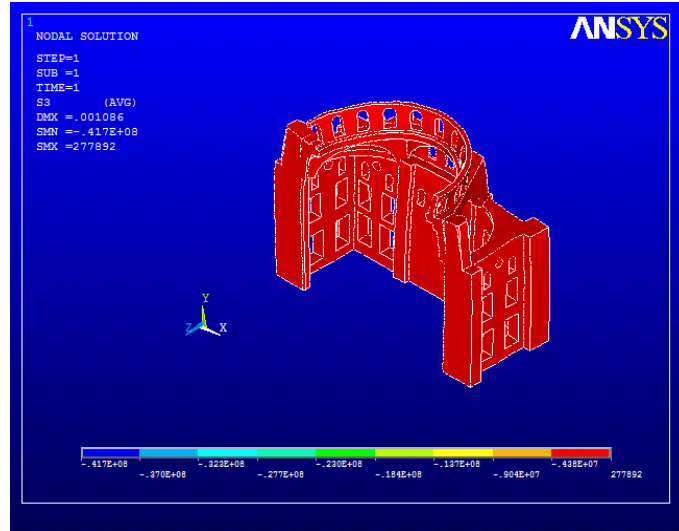 1
NODAL SOLUTION
ANSYS
STEP=1
SUB =1
TIME=1
S3 (AVG)
DMX =.001086
SMN =-.417E+08
SMX =277892
Y
Z X
-.417E+08 -.323E+08 -.230E+08 -.137E+08 -.438E+07
-.370E+08 -.277E+08 -.184E+08 -.904E+07 277892